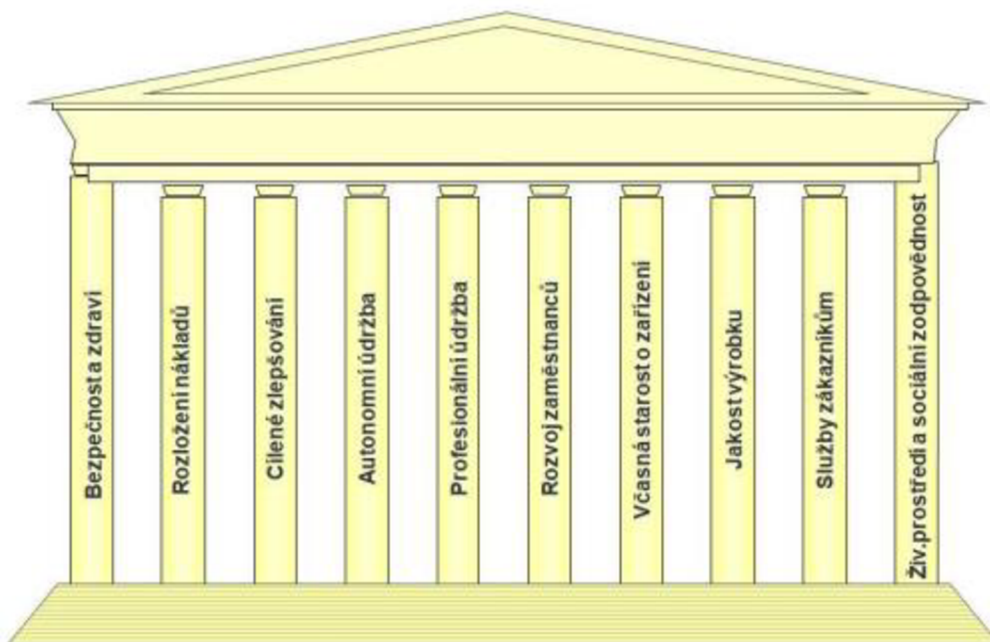 Bezpečnost a zdraví
Rozložení nákladů
Cílené zlepšování
Autonomní údržba
Profesionální údržba
Rozvoj zaměstnanců
Včasná starost o zařízení
Jakost výrobku
Služby zákazníkům
Živ.prostředí a sociální zodpovědnost